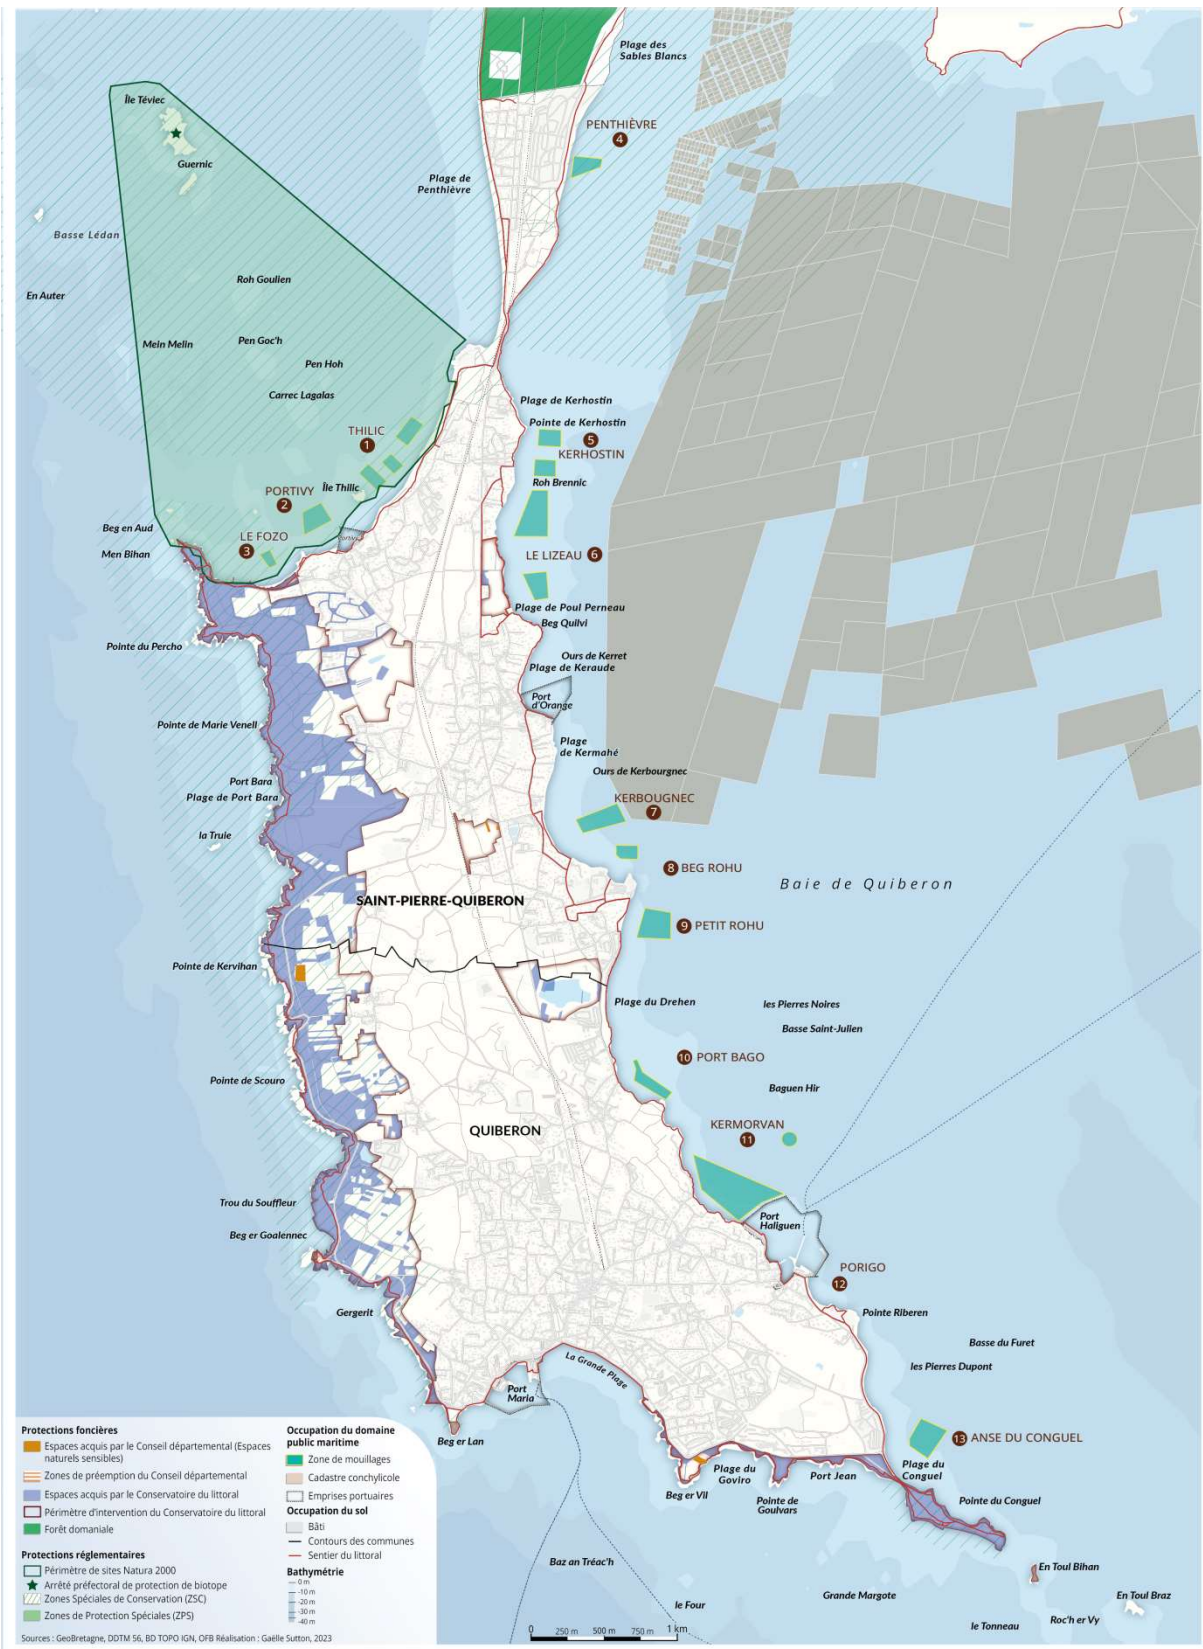 Plage des
Sables Blancs
Île Téviec
PENTHIÈVRE
4
Guernic
Plage de
Penthièvre
Basse Lédan
Roh Goulien
En Auter
Mein Melin
Pen Goc'h
Pen Hoh
Carrec Lagalas
Plage de Kerhostin
Pointe de Kerhostin
THILIC
1
5
KERHOSTIN
Roh Brennic
Île Thilic
PORTIVY
2
Beg en Aud
LE FOZO
3
Portivy
Men Bihan
LE LIZEAU 6
Plage de Poul Perneau
Beg Quilvi
Pointe du Percho
Ours de Kerret
Plage de Keraude
Port
d'Orange
Pointe de Marie Venell
Plage
de Kermahé
Ours de Kerbourgnec
Port Bara
Plage de Port Bara
KERBOUGNEC
7
la Truie
8 BEG ROHU
Baie de Quiberon
SAINT-PIERRE-QUIBERON
9 PETIT ROHU
Pointe de Kervihan
Plage du Drehen
les Pierres Noires
Basse Saint-Julien
10 PORT BAGO
Pointe de Scouro
Baguen Hir
QUIBERON
KERMORVAN
11
Trou du Souffleur
Beg er Goalennec
Port
Haliguen
PORIGO
12
Gergerit
Pointe Riberen
Basse du Furet
les Pierres Dupont
La Grande Plage
Port
Maria
Beg er Lan
13 ANSE DU CONGUEL
Plage du
Conguel
Plage du
Goviro
Port Jean
Beg er Vil
Pointe de
Goulvars
Pointe du Conguel
Baz an Tréac'h
En Toul Bihan
Grande Margote
En Toul Braz
le Four
Roc'h er Vy
le Tonneau
0 250 m 500 m 750 m 1 km
Protections foncières
Espaces acquis par le Conseil départemental (Espaces
naturels sensibles)
Zones de préemption du Conseil départemental
Espaces acquis par le Conservatoire du littoral
Périmètre d'intervention du Conservatoire du littoral
Forêt domaniale
Protections réglementaires
Périmètre de sites Natura 2000
Arrêté préfectoral de protection de biotope
Zones Spéciales de Conservation (ZSC)
Zones de Protection Spéciales (ZPS)
Occupation du domaine
public maritime
Zone de mouillages
Cadastre conchylicole
Emprises portuaires
Occupation du sol
Bâti
Contours des communes
Sentier du littoral
Bathymétrie
0 m
-10 m
-20 m
-30 m
-40 m
Sources : GeoBretagne, DDTM 56, BD TOPO IGN, OFB Réalisation : Gaëlle Sutton, 2023